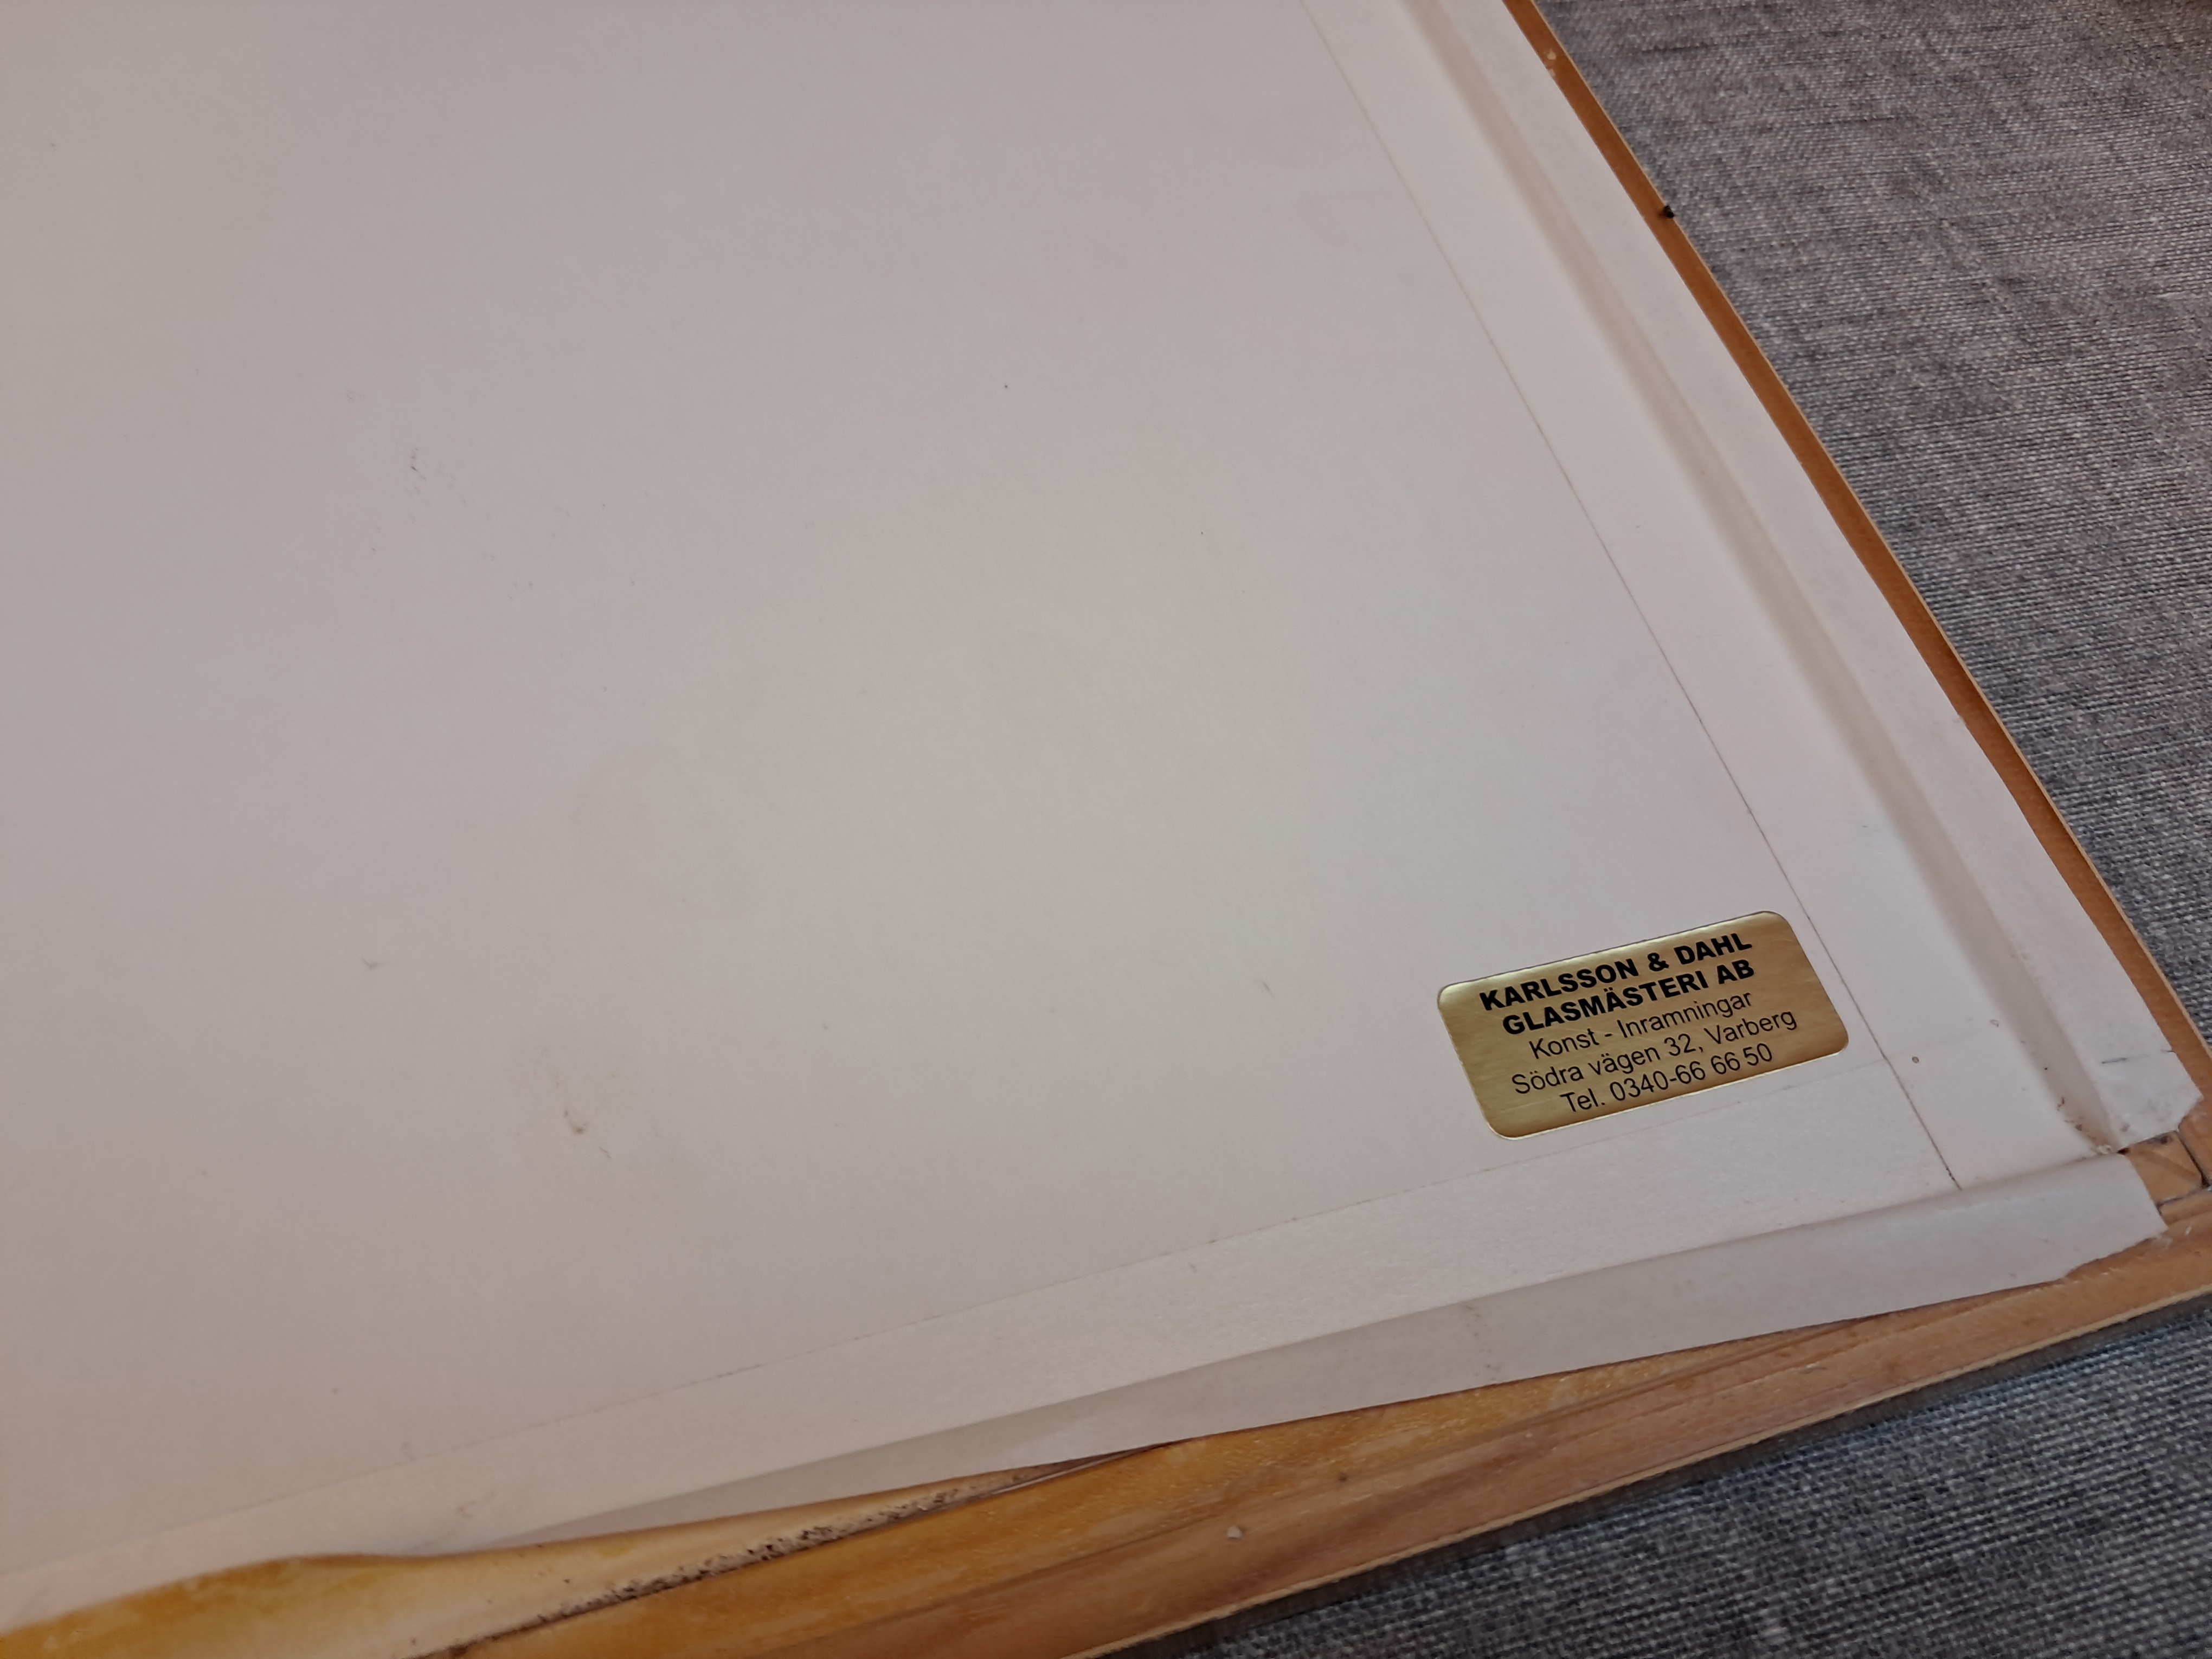 KARLSSON & DAHL
GLASMÄSTERI AB
Konst - Inramningar
Södra vägen 32, Varberg
Tel. 0340-66 66 50